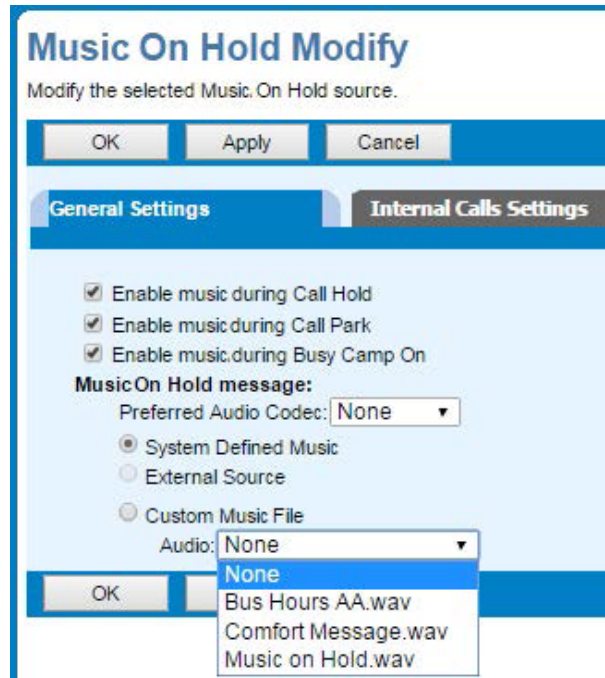 Music On Hold Modify
Modify the selected Music On Hold source.
OK Apply Cancel
General Settings Internal Calls Settings
Enable music during Call Hold
Enable music during Call Park
Enable music during Busy Camp On
Music On Hold message:
Preferred Audio Codec: None
System Defined Music
External Source
Custom Music File
Audio: None
None
OK
Bus Hours AA.wav
Comfort Message.wav
Music on Hold.wav